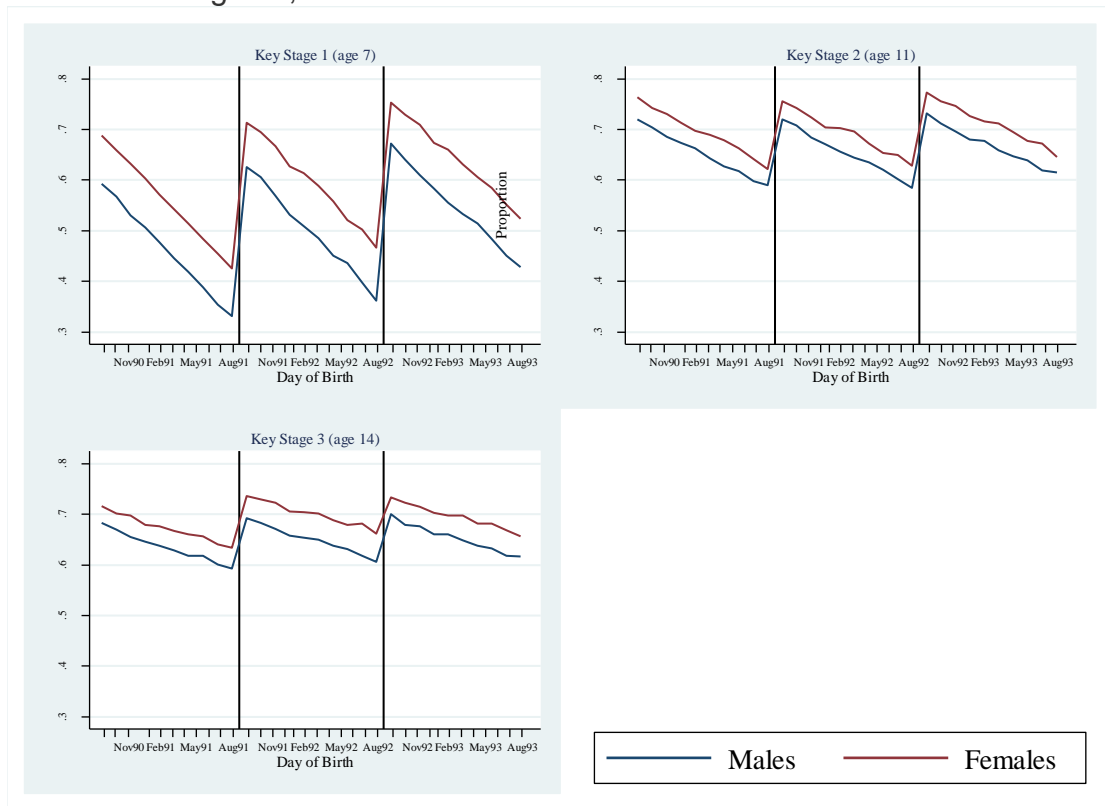 Key Stage 1 (age 7)
.8
.7
.6
.5
.4
.3
Proportion
Nov90 Feb91 May91 Aug91 Nov91 Feb92 May92 Aug92 Nov92 Feb93 May93 Aug93
Day of Birth
Key Stage 2 (age 11)
.8
.7
.6
.5
.4
.3
Nov90 Feb91 May91 Aug91 Nov91 Feb92 May92 Aug92 Nov92 Feb93 May93 Aug93
Day of Birth
Key Stage 3 (age 14)
.8
.7
.6
.5
.4
.3
Nov90 Feb91 May91 Aug91 Nov91 Feb92 May92 Aug92 Nov92 Feb93 May93 Aug93
Day of Birth
Males Females